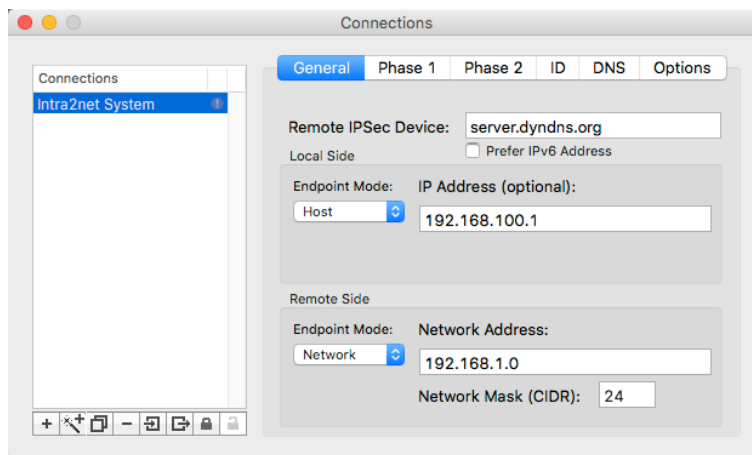 Connections
Connections
Intra2net System
General Phase 1 Phase 2 ID DNS Options
Remote IPSec Device: server.dyndns.org
Prefer IPv6 Address
Local Side
Endpoint Mode: IP Address (optional):
Host 192.168.100.1
Remote Side
Endpoint Mode: Network Address:
Network 192.168.1.0
Network Mask (CIDR): 24